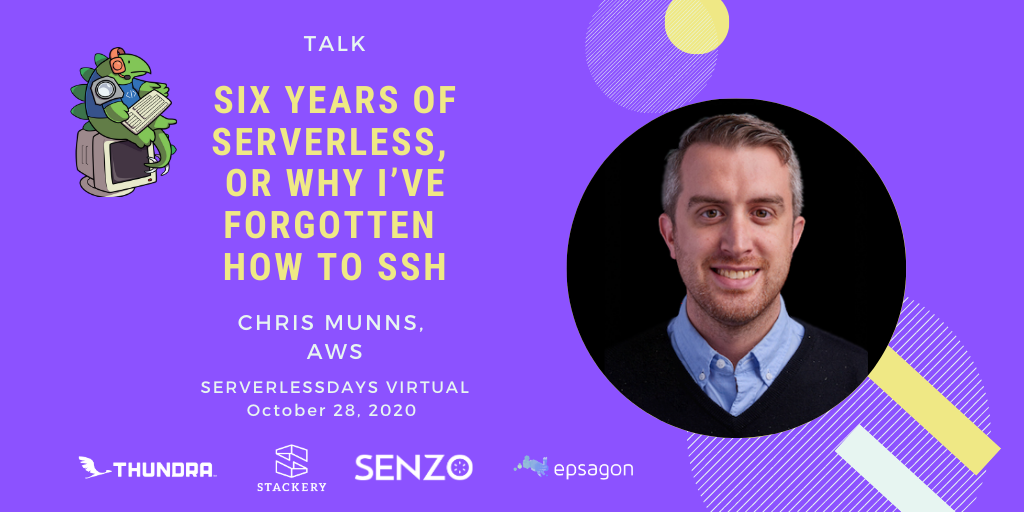 TALK
SIX YEARS OF
SERVERLESS,
OR WHY I’VE
FORGOTTEN
HOW TO SSH
CHRIS MUNNS,
AWS
SERVERLESSDAYS VIRTUAL
October 28, 2020
THUNDRA
STACKERY
SENZO
epsagon